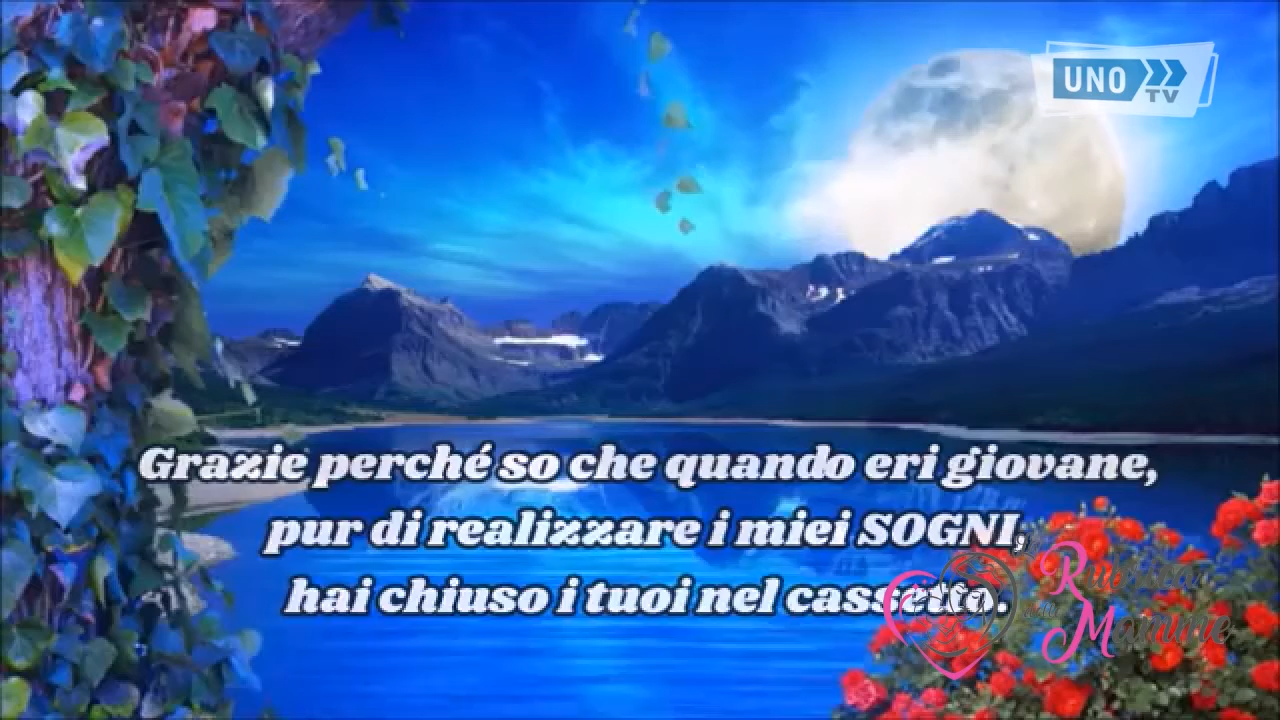 UNO
TV
Grazie perché so che quando eri giovane,
pur di realizzare i miei SOGNI,
hai chiuso i tuoi nel cassetto.
Mamme